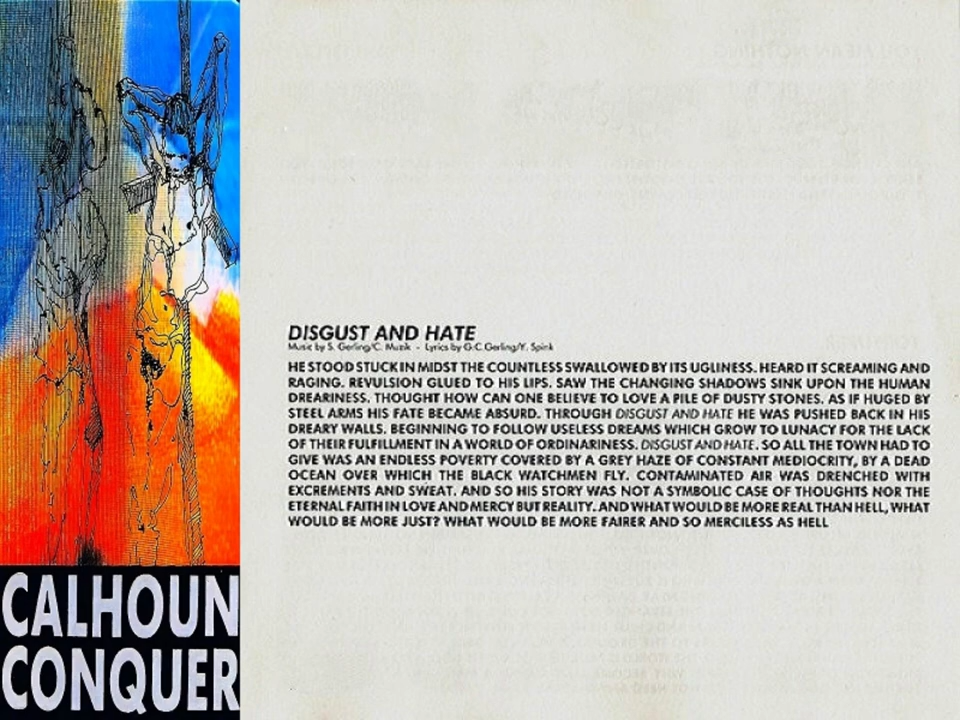 DISGUST AND HATE
Music by S. Gerling/C. Muzik - Lyrics by G.C. Gerling/Y. Spink
HE STOOD STUCK IN MIDST THE COUNTLESS SWALLOWED BY ITS UGLINESS. HEARD IT SCREAMING AND
RAGING. REVULSION GLUED TO HIS LIPS. SAW THE CHANGING SHADOWS SINK UPON THE HUMAN
DREARINESS. THOUGHT HOW CAN ONE BELIEVE TO LOVE A PILE OF DUSTY STONES. AS IF HUGED BY
STEEL ARMS HIS FATE BECAME ABSURD. THROUGH DISGUST AND HATE HE WAS PUSHED BACK IN HIS
DREARY WALLS. BEGINNING TO FOLLOW USELESS DREAMS WHICH GROW TO LUNACY FOR THE LACK
OF THEIR FULFILLMENT IN A WORLD OF ORDINARINESS. DISGUST AND HATE. SO ALL THE TOWN HAD TO
GIVE WAS AN ENDLESS POVERTY COVERED BY A GREY HAZE OF CONSTANT MEDIOCRITY, BY A DEAD
OCEAN OVER WHICH THE BLACK WATCHMEN FLY. CONTAMINATED AIR WAS DRENCHED WITH
EXCREMENTS AND SWEAT. AND SO HIS STORY WAS NOT A SYMBOLIC CASE OF THOUGHTS NOR THE
ETERNAL FAITH IN LOVE AND MERCY BUT REALITY. AND WHAT WOULD BE MORE REAL THAN HELL, WHAT
WOULD BE MORE JUST? WHAT WOULD BE MORE FAIRER AND SO MERCILESS AS HELL
CALHOUN
CONQUER